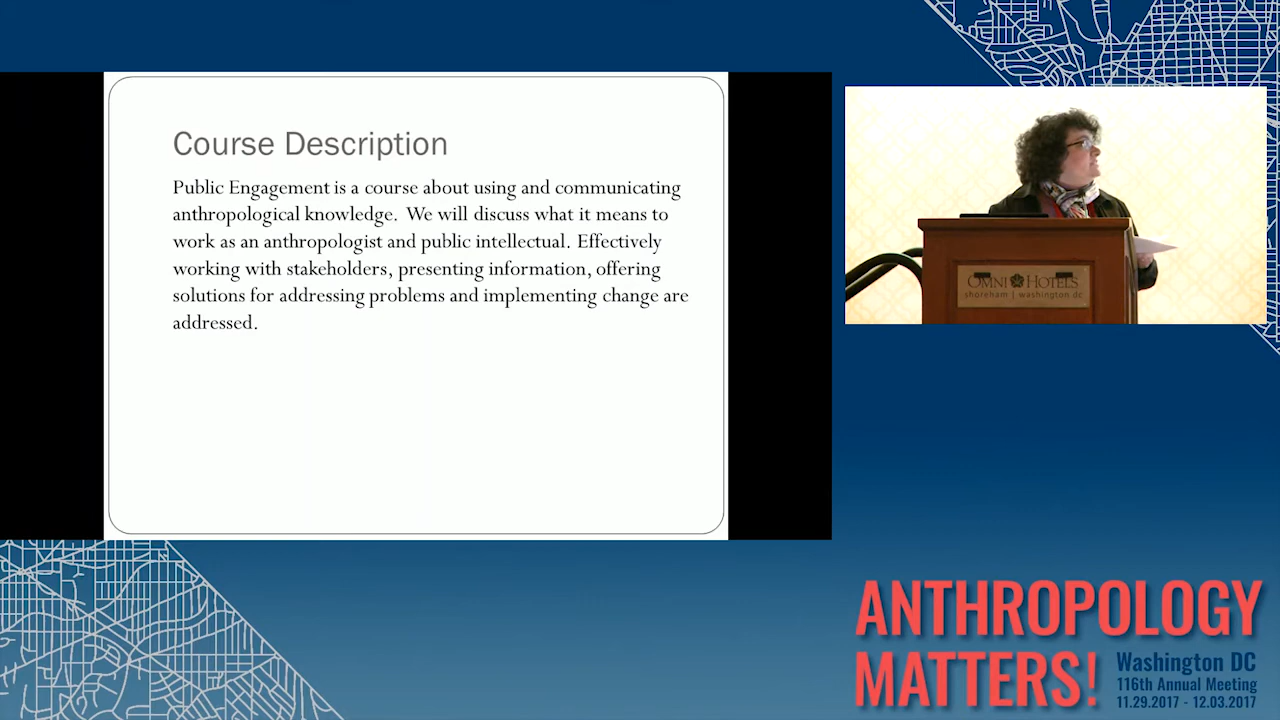 Course Description
Public Engagement is a course about using and communicating
anthropological knowledge.  We will discuss what it means to
work as an anthropologist and public intellectual. Effectively
working with stakeholders, presenting information, offering
solutions for addressing problems and implementing change are
addressed.
OMNI HOTELS
shoreham | washington dc
ANTHROPOLOGY
MATTERS!
Washington DC
116th Annual Meeting
11.29.2017 - 12.03.2017